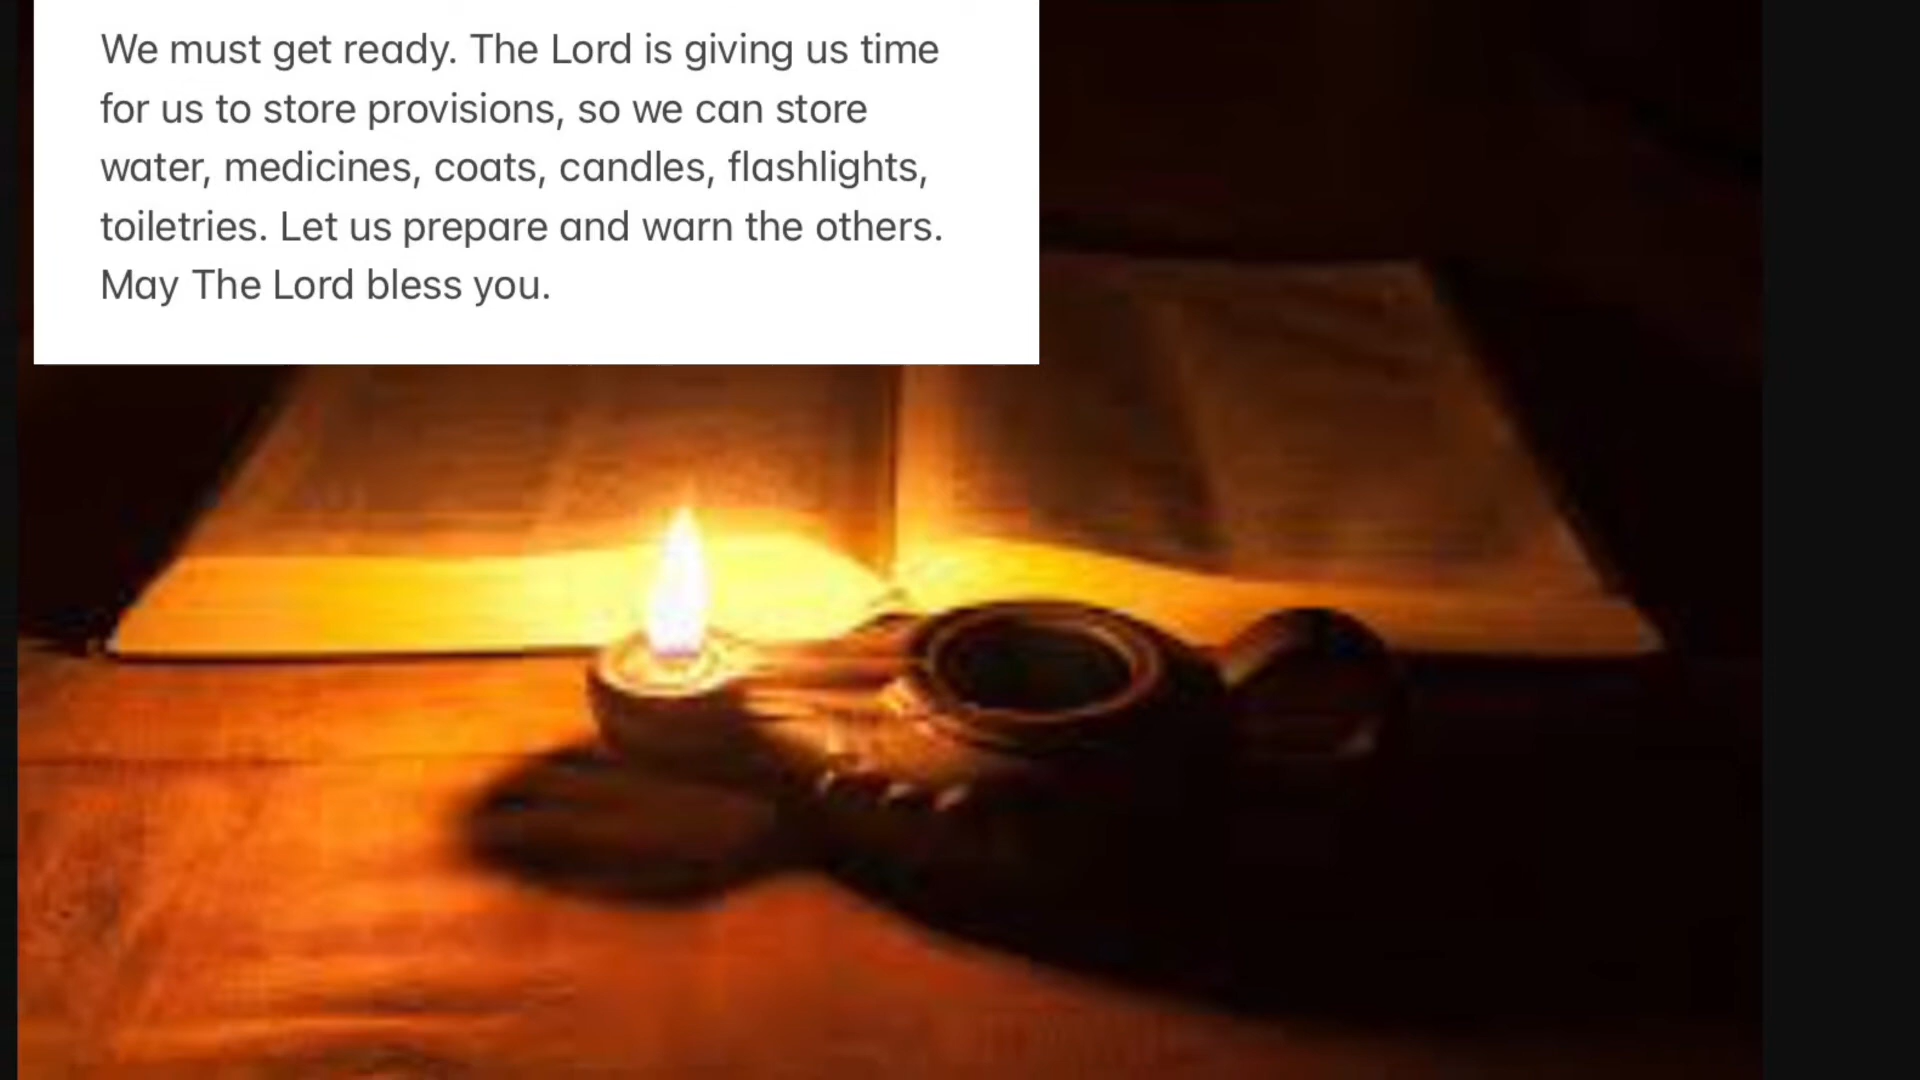 We must get ready. The Lord is giving us time
for us to store provisions, so we can store
water, medicines, coats, candles, flashlights,
toiletries. Let us prepare and warn the others.
May The Lord bless you.